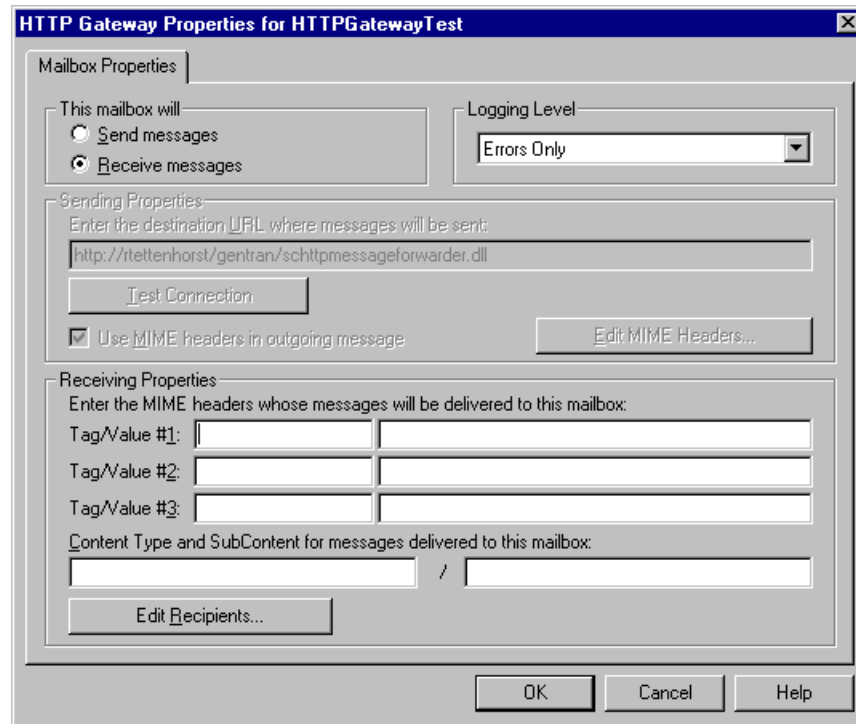 HTTP Gateway Properties for HTTPGatewayTest
Mailbox Properties
This mailbox will
Send messages
Receive messages
Logging Level
Errors Only
Sending Properties
Enter the destination URL where messages will be sent:
http://rtettenhorst/gentran/schttpmessageforwarder.dll
Test Connection
Use MIME headers in outgoing message
Edit MIME Headers...
Receiving Properties
Enter the MIME headers whose messages will be delivered to this mailbox:
Tag/Value #1:
Tag/Value #2:
Tag/Value #3:
Content Type and SubContent for messages delivered to this mailbox:
/
Edit Recipients...
OK Cancel Help